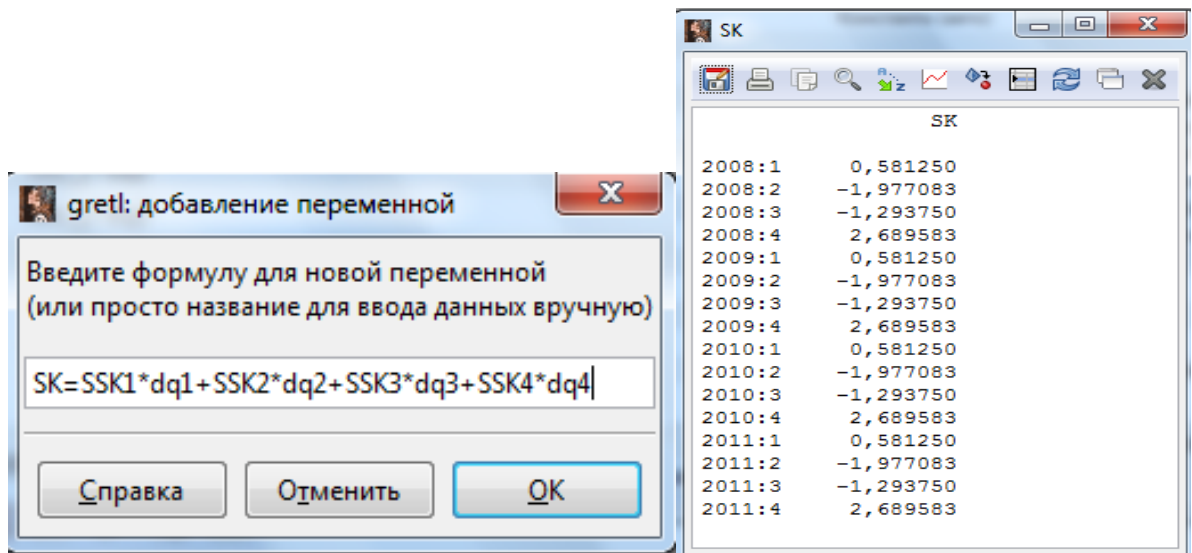 gretl: добавление переменной
Введите формулу для новой переменной
(или просто название для ввода данных вручную)
SK=SSK1*dq1+SSK2*dq2+SSK3*dq3+SSK4*dq4
Справка Отменить OK
SK
SK
2008:1 0,581250
2008:2 -1,977083
2008:3 -1,293750
2008:4 2,689583
2009:1 0,581250
2009:2 -1,977083
2009:3 -1,293750
2009:4 2,689583
2010:1 0,581250
2010:2 -1,977083
2010:3 -1,293750
2010:4 2,689583
2011:1 0,581250
2011:2 -1,977083
2011:3 -1,293750
2011:4 2,689583